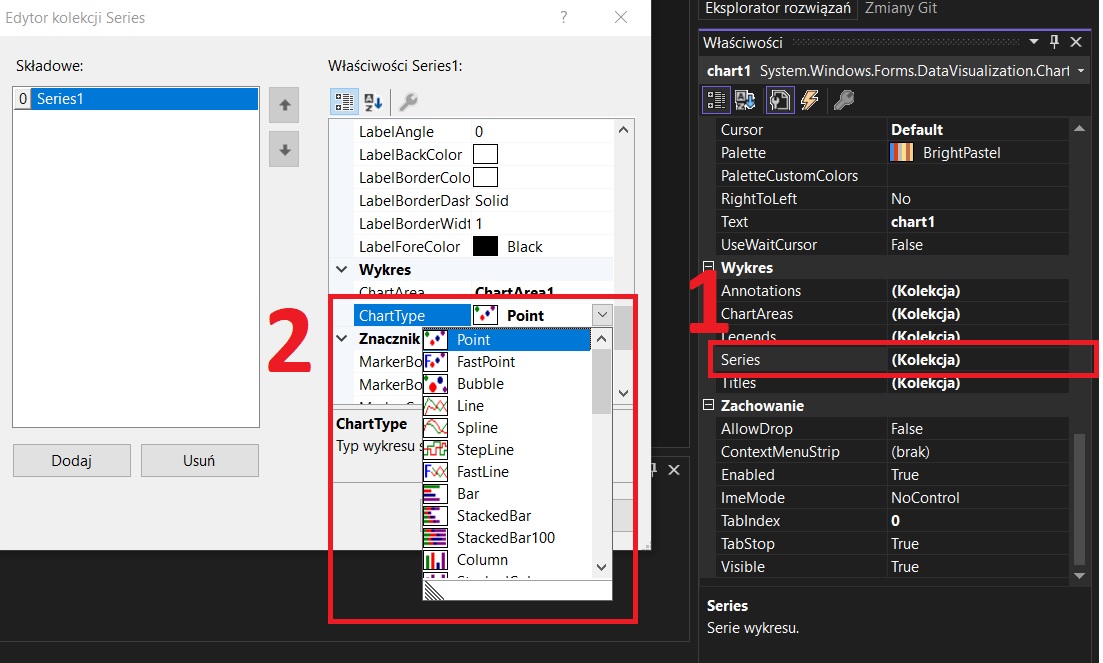 Edytor kolekcji Series
?
Składowe:
0 Series1
Dodaj
Usuń
Właściwości Series1:
LabelAngle 0
LabelBackColor
LabelBorderColo
LabelBorderDash Solid
LabelBorderWidt 1
LabelForeColor Black
Wykres
ChartArea ChartArea1
ChartType Point
Znacznik
MarkerBo
MarkerBo
ChartType
Typ wykresu s
Point
FastPoint
Bubble
Line
Spline
StepLine
FastLine
Bar
StackedBar
StackedBar100
Column
2
Eksplorator rozwiązań Zmiany Git
Właściwości
chart1 System.Windows.Forms.DataVisualization.Chart
Cursor Default
Palette BrightPastel
PaletteCustomColors
RightToLeft No
Text chart1
UseWaitCursor False
Wykres
1
Annotations (Kolekcja)
ChartAreas (Kolekcja)
Legends (Kolekcja)
Series (Kolekcja)
Titles (Kolekcja)
Zachowanie
AllowDrop False
ContextMenuStrip (brak)
Enabled True
ImeMode NoControl
TabIndex 0
TabStop True
Visible True
Series
Serie wykresu.